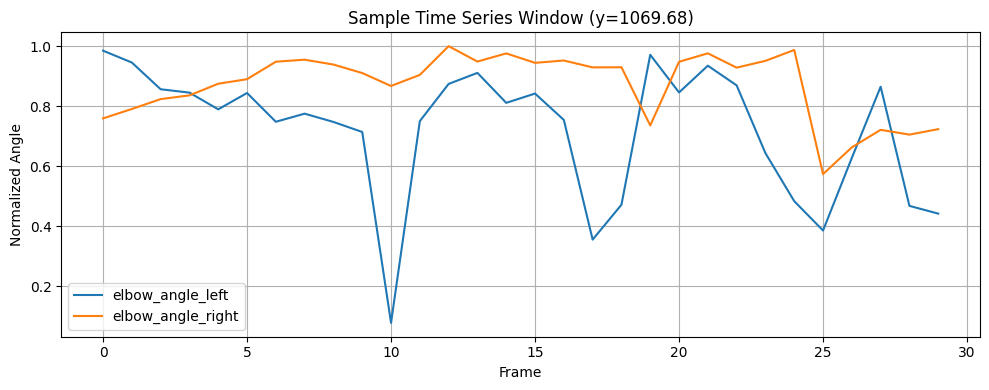 Sample Time Series Window (y=1069.68)
Normalized Angle
1.0
0.8
0.6
0.4
0.2
elbow_angle_left
elbow_angle_right
0 5 10 15 20 25 30
Frame